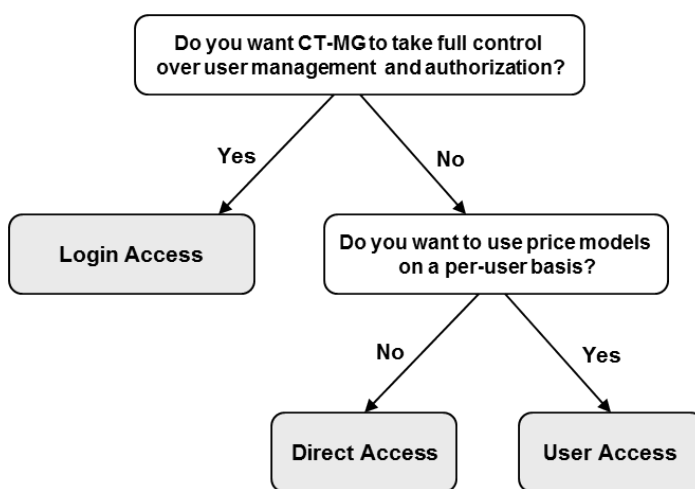 Do you want CT-MG to take full control
over user management and authorization?
Yes
No
Login Access
Do you want to use price models
on a per-user basis?
No
Yes
Direct Access
User Access